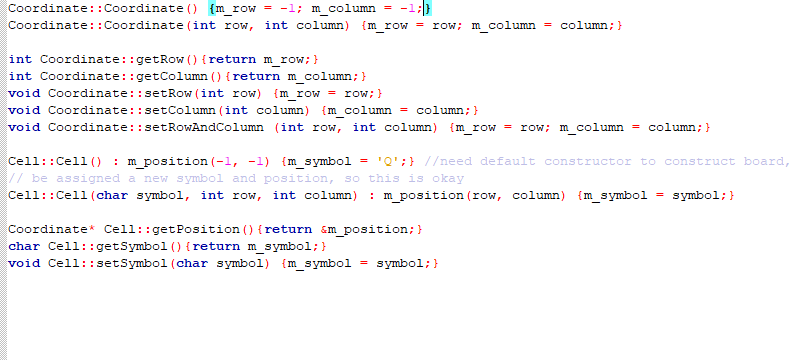 Coordinate::Coordinate() {m_row = -1; m_column = -1;}
Coordinate::Coordinate(int row, int column) {m_row = row; m_column = column;}
int Coordinate::getRow(){return m_row;}
int Coordinate::getColumn(){return m_column;}
void Coordinate::setRow(int row) {m_row = row;}
void Coordinate::setColumn(int column) {m_column = column;}
void Coordinate::setRowAndColumn (int row, int column) {m_row = row; m_column = column;}
Cell::Cell() : m_position(-1, -1) {m_symbol = 'Q';} //need default constructor to construct board,
// be assigned a new symbol and position, so this is okay
Cell::Cell(char symbol, int row, int column) : m_position(row, column) {m_symbol = symbol;}
Coordinate* Cell::getPosition(){return &m_position;}
char Cell::getSymbol(){return m_symbol;}
void Cell::setSymbol(char symbol) {m_symbol = symbol;}